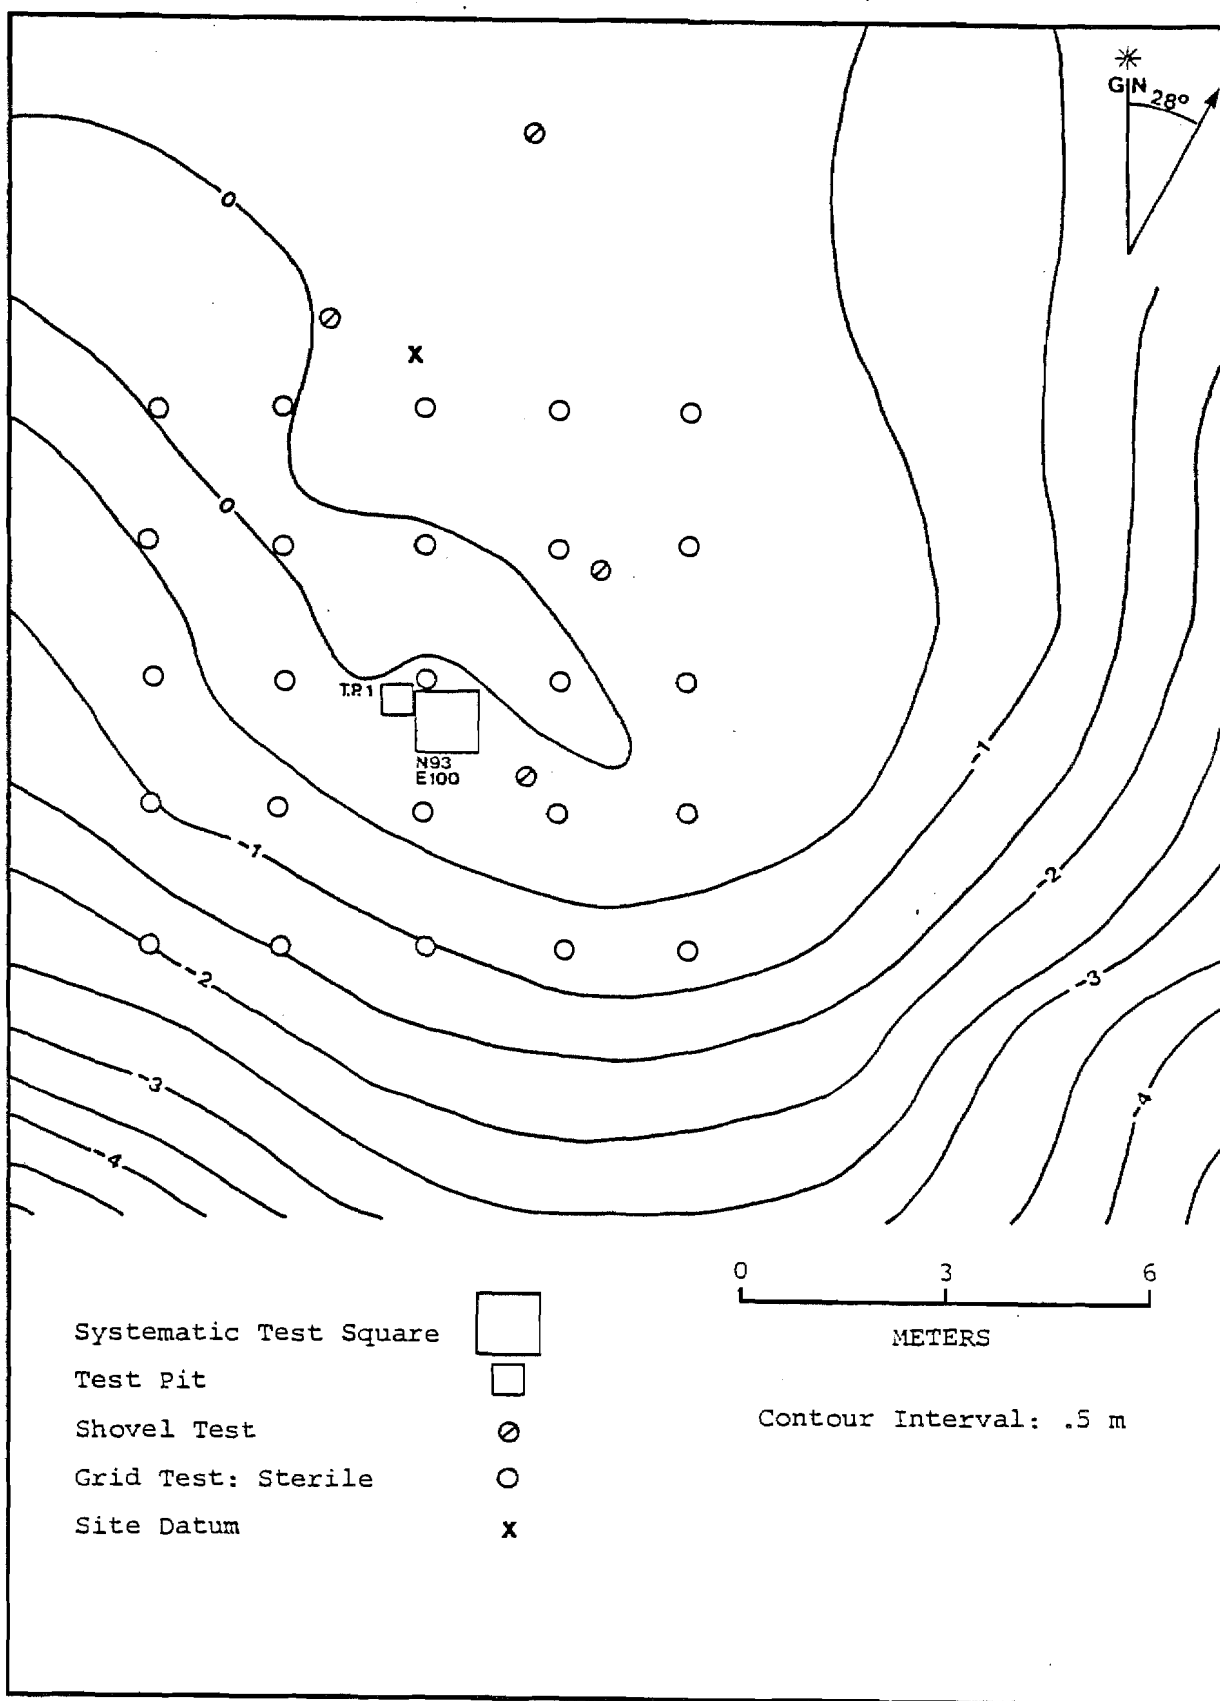 GN 28°
0
0
T.P. 1
N93
E100
-1
-1
-2
-2
-3
-3
-4
-4
0 3 6
METERS
Contour Interval: .5 m
Systematic Test Square
Test Pit
Shovel Test
Grid Test: Sterile
Site Datum
x
x